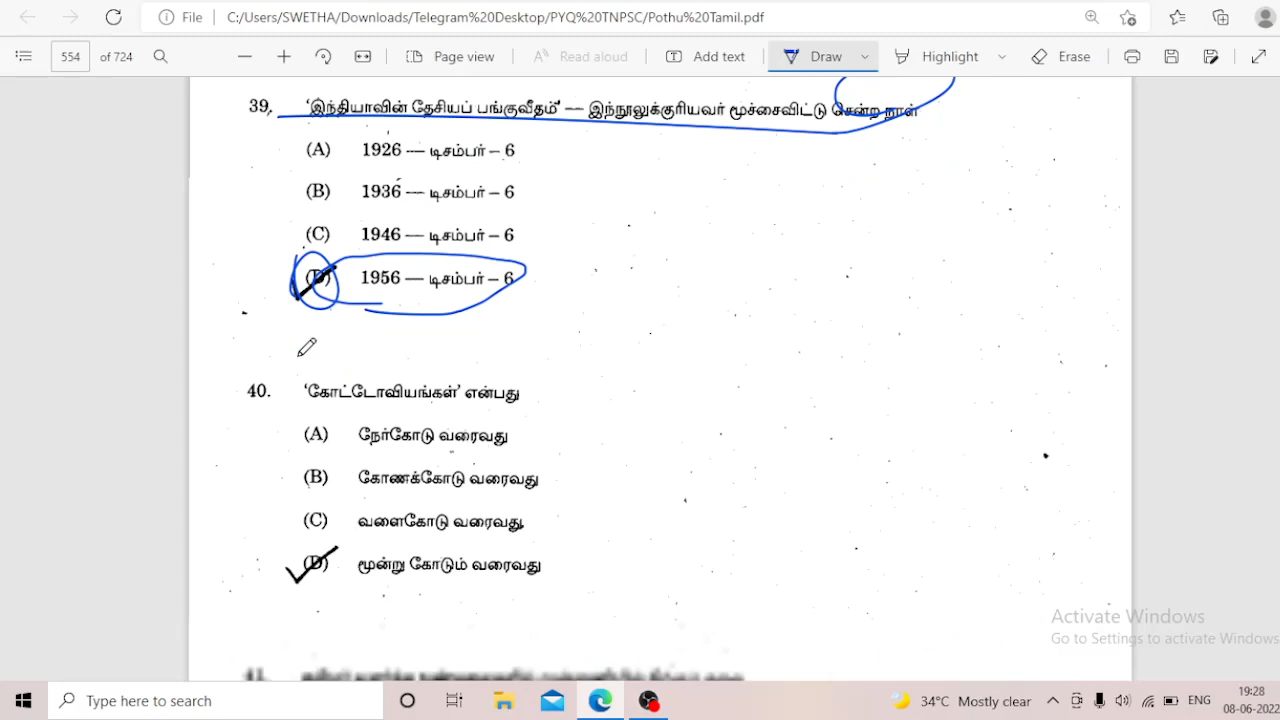 File
C:/Users/SWETHA/Downloads/Telegram%20Desktop/PYQ%20TNPSC/Pothu%20Tamil.pdf
554 of 724
Page view
Read aloud
Add text
Draw
Highlight
Erase
39. 'இந்தியாவின் தேசியப் பங்குவீதம்' — இந்நூலுக்குரியவர் மூச்சைவிட்டு சென்ற நாள்
(A) 1926 — டிசம்பர் – 6
(B) 1936 — டிசம்பர் – 6
(C) 1946 — டிசம்பர் – 6
(D) 1956 — டிசம்பர் – 6
40. 'கோட்டோவியங்கள்' என்பது
(A) நேர்கோடு வரைவது
(B) கோணக்கோடு வரைவது
(C) வளைகோடு வரைவது
(D) மூன்று கோடும் வரைவது
Activate Windows
Go to Settings to activate Windows
Type here to search
34°C Mostly clear
ENG
19:28
08-06-2022